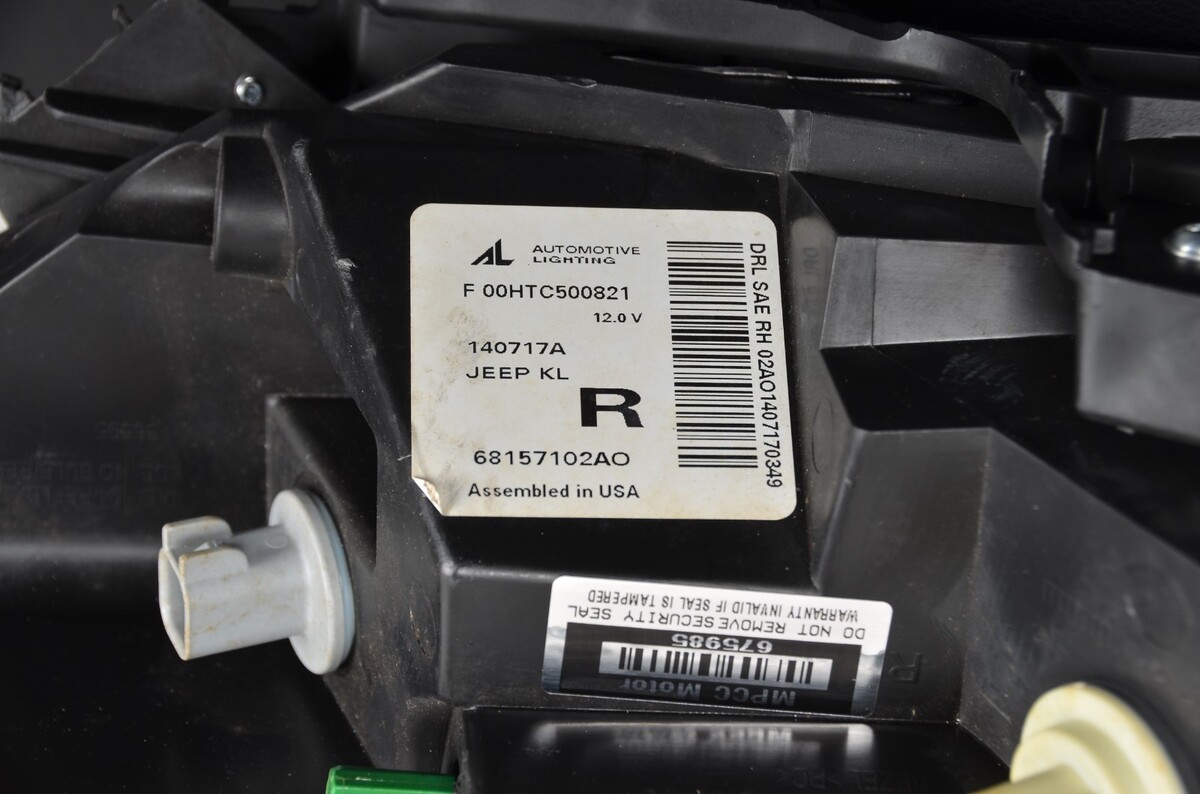 AL AUTOMOTIVE
LIGHTING
F 00HTC500821
12.0 V
140717A
JEEP KL
R
68157102AO
Assembled in USA
DRL SAE RH 02AO1407170349
MPCC Motor
675985
DO NOT REMOVE SECURITY SEAL
WARRANTY INVALID IF SEAL IS TAMPERED
R